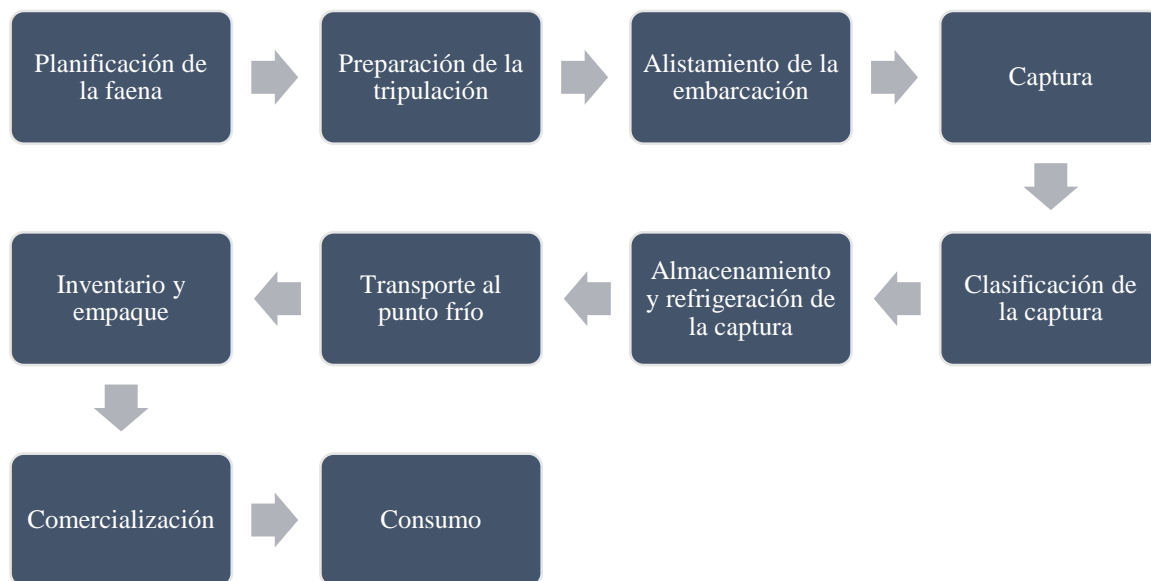 Planificación de
la faena
Preparación de la
tripulación
Alistamiento de la
embarcación
Captura
Clasificación de
la captura
Almacenamiento
y refrigeración de
la captura
Transporte al
punto frío
Inventario y
empaque
Comercialización
Consumo